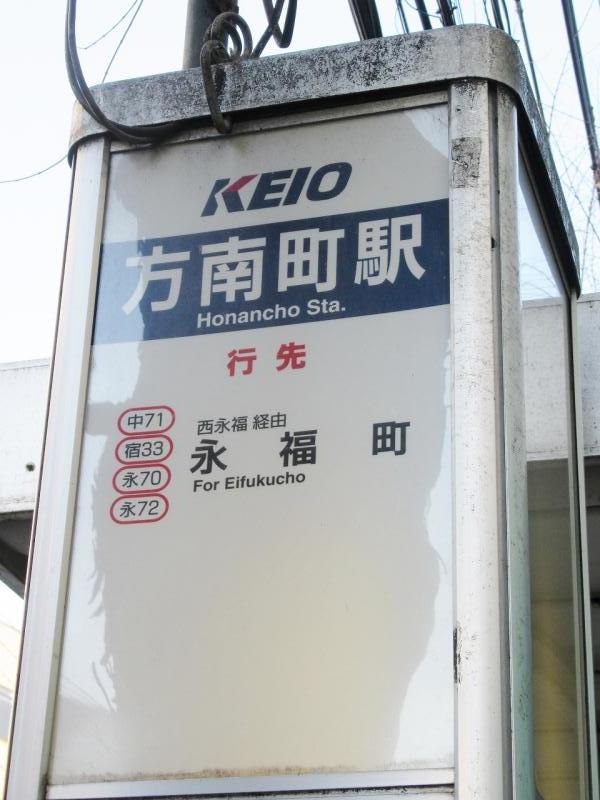 KEIO
方南町駅
Honancho Sta.
行先
中71
宿33
永70
永72
西永福 経由
永福町
For Eifukucho